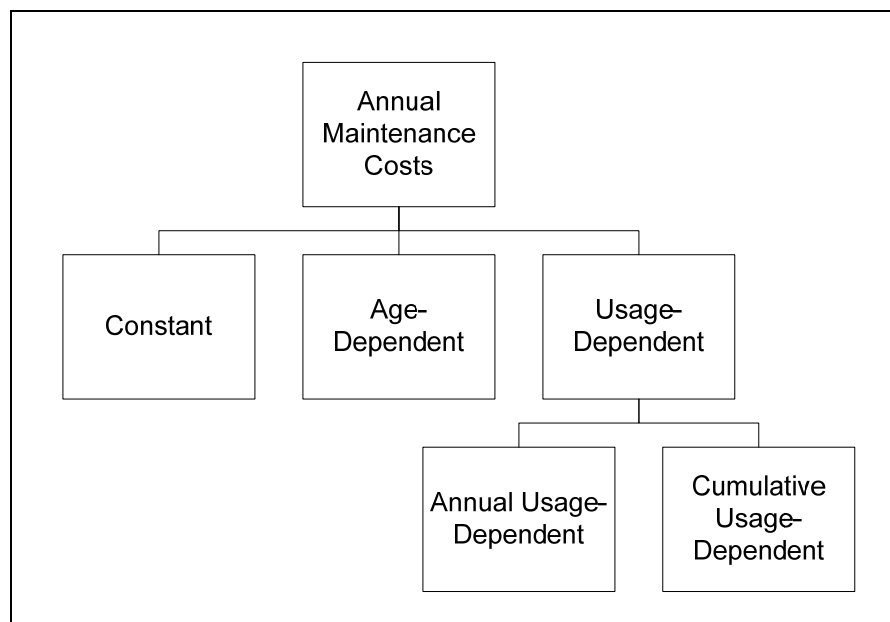 Annual
Maintenance
Costs
Constant
Age-
Dependent
Usage-
Dependent
Annual Usage-
Dependent
Cumulative
Usage-
Dependent